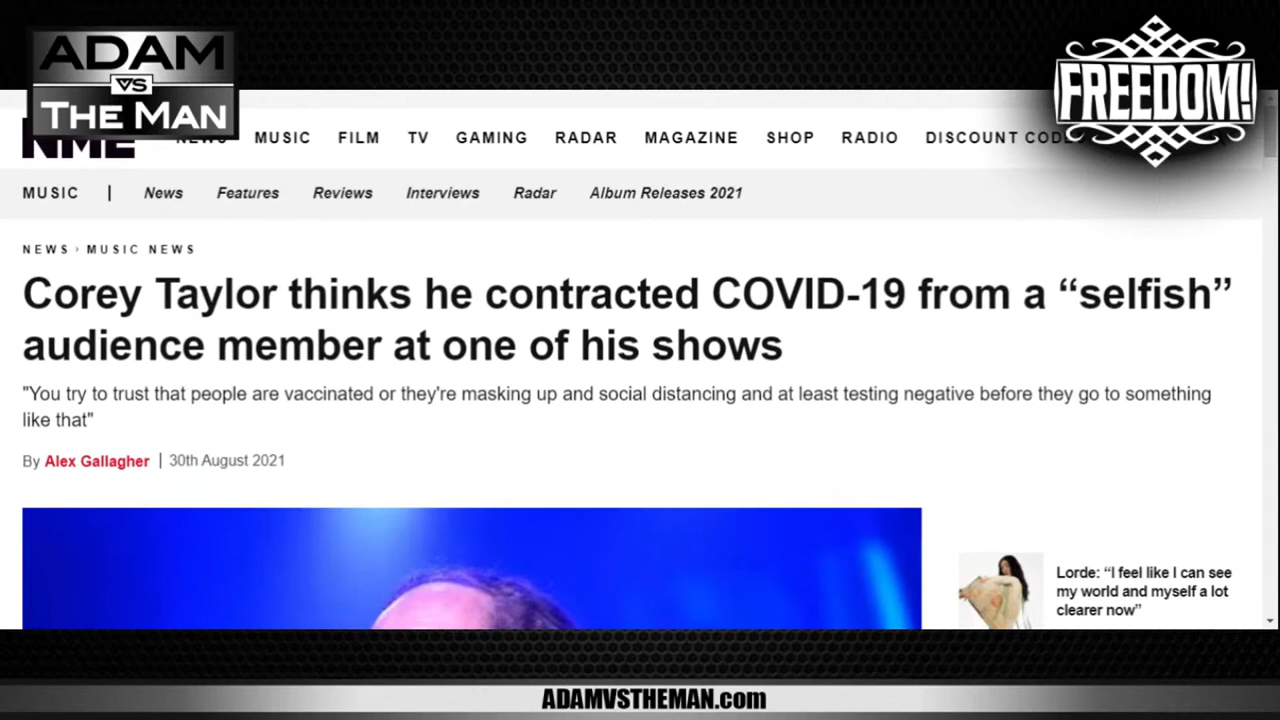 ADAM
VS
THE MAN
FREEDOM!
NME
NEWS MUSIC FILM TV GAMING RADAR MAGAZINE SHOP RADIO DISCOUNT CODES
MUSIC | News Features Reviews Interviews Radar Album Releases 2021
NEWS › MUSIC NEWS
Corey Taylor thinks he contracted COVID-19 from a “selfish”
audience member at one of his shows
"You try to trust that people are vaccinated or they're masking up and social distancing and at least testing negative before they go to something
like that"
By Alex Gallagher | 30th August 2021
Lorde: “I feel like I can see
my world and myself a lot
clearer now”
ADAMVSTHEMAN.com